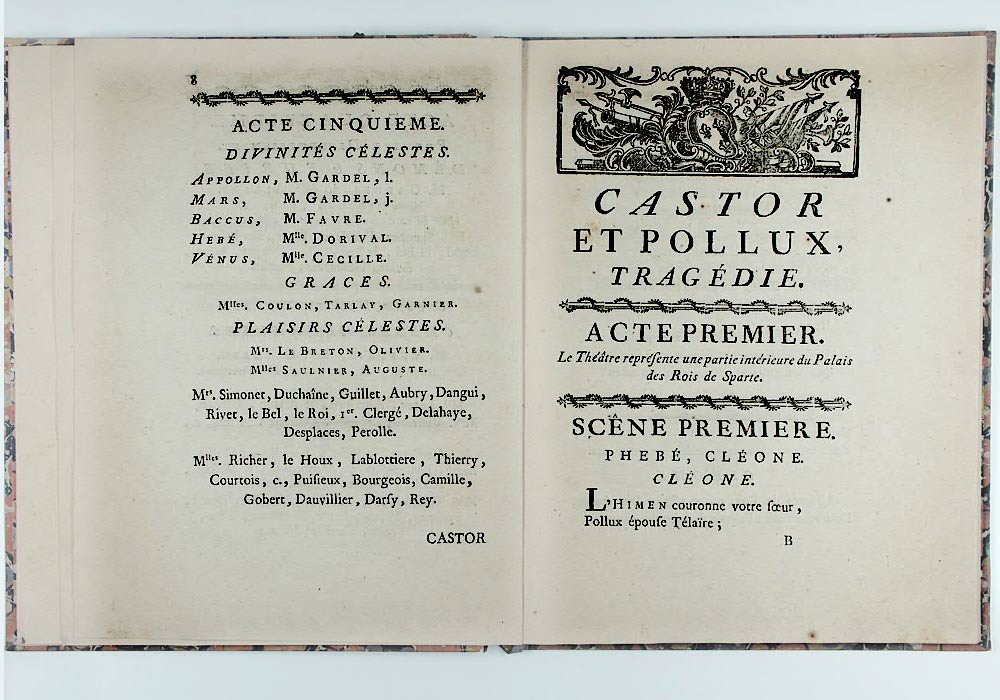 8
ACTE CINQUIEME.
DIVINITÉS CÉLESTES.
APPOLLON, M. GARDEL, l.
MARS, M. GARDEL, j.
BACCUS, M. FAVRE.
HEBÉ, Mlle. DORIVAL.
VÉNUS, Mlle. CECILLE.
GRACES.
Mlles. COULON, TARLAY, GARNIER.
PLAISIRS CÉLESTES.
Mrs. LE BRETON, OLIVIER.
Mlles SAULNIER, AUGUSTE.
Mrs. Simonet, Duchaîne, Guillet, Aubry, Dangui,
Rivet, le Bel, le Roi, 1er. Clergé, Delahaye,
Desplaces, Perolle.
Mlles. Richer, le Houx, Lablottiere, Thierry,
Courtois, c., Puiſieux, Bourgeois, Camille,
Gobert, Dauvillier, Darſy, Rey.
CASTOR
CASTOR
ET POLLUX,
TRAGÉDIE.
ACTE PREMIER.
Le Théâtre repréſente une partie intérieure du Palais
des Rois de Sparte.
SCÊNE PREMIERE.
PHEBÉ, CLÉONE.
CLÉONE.
L'HIMEN couronne votre ſœur,
Pollux épouſe Télaïre;
B